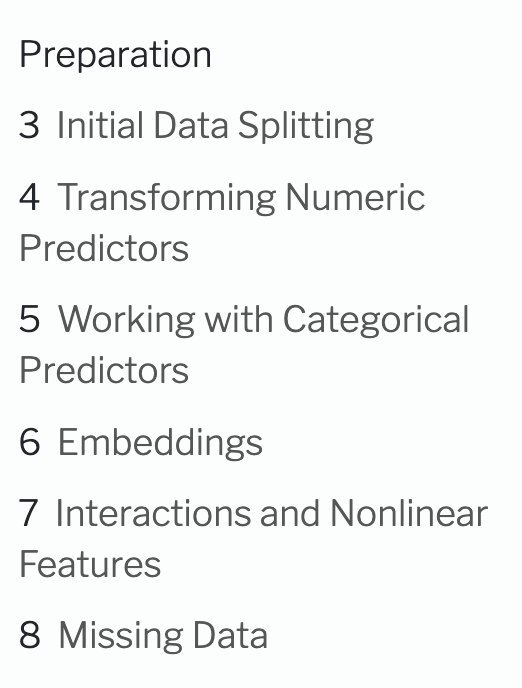 Preparation
3 Initial Data Splitting
4 Transforming Numeric
Predictors
5 Working with Categorical
Predictors
6 Embeddings
7 Interactions and Nonlinear
Features
8 Missing Data